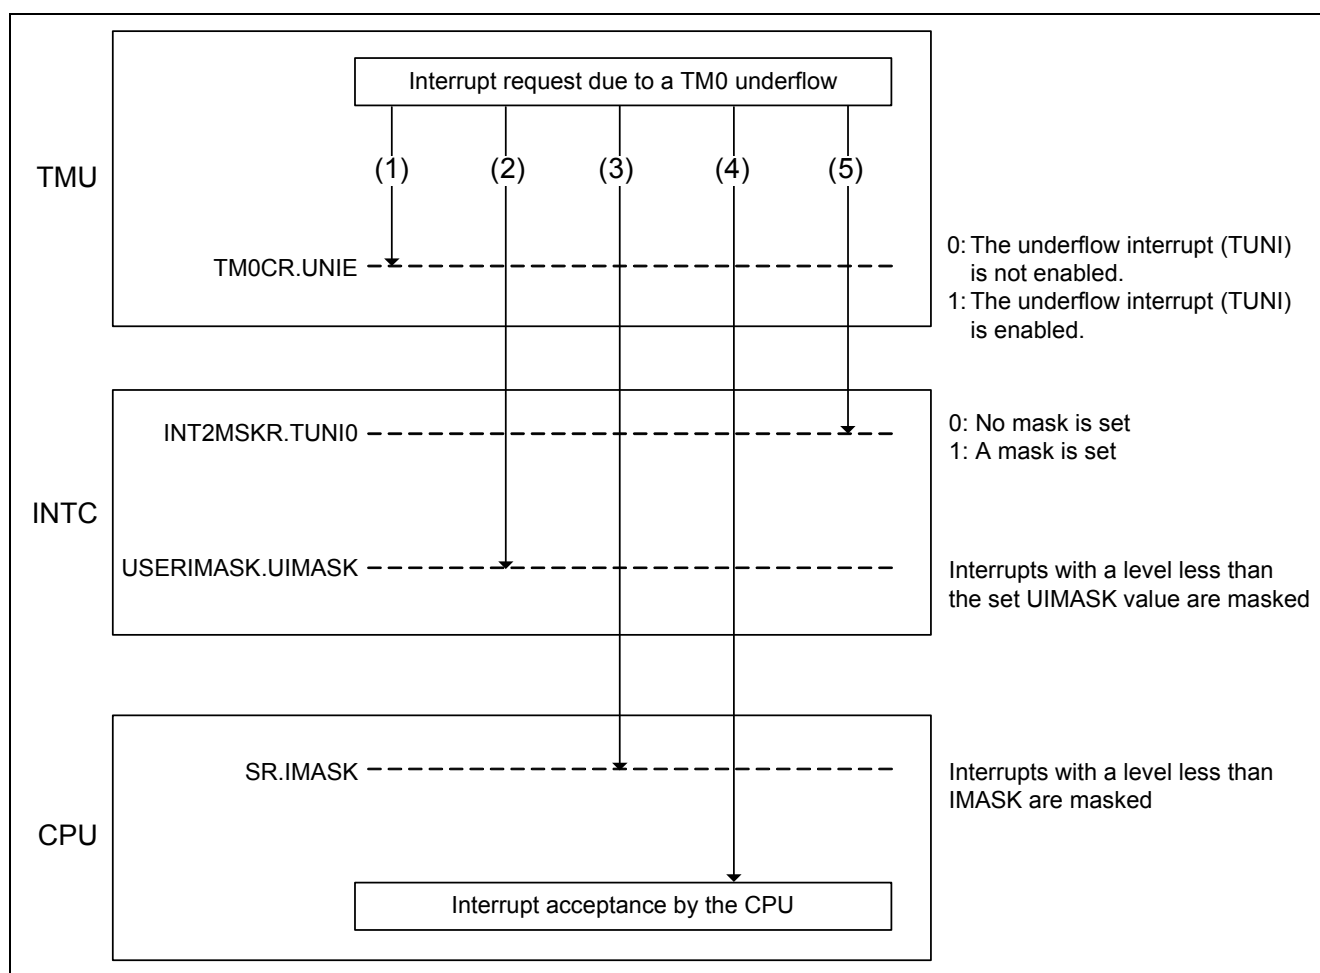 Interrupt request due to a TM0 underflow
(1) (2) (3) (4) (5)
TMU
TM0CR.UNIE
0: The underflow interrupt (TUNI)
is not enabled.
1: The underflow interrupt (TUNI)
is enabled.
INT2MSKR.TUNI0
0: No mask is set
1: A mask is set
INTC
USERIMASK.UIMASK
Interrupts with a level less than
the set UIMASK value are masked
SR.IMASK
Interrupts with a level less than
IMASK are masked
CPU
Interrupt acceptance by the CPU